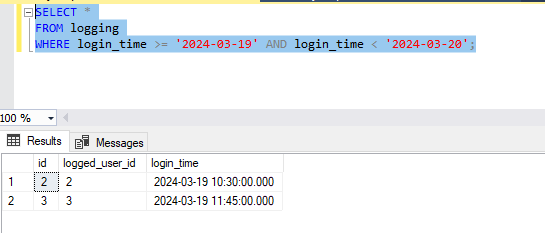 SELECT *
FROM logging
WHERE login_time >= '2024-03-19' AND login_time < '2024-03-20';
100 %
Results Messages
id logged_user_id login_time
1 2 2 2024-03-19 10:30:00.000
2 3 3 2024-03-19 11:45:00.000